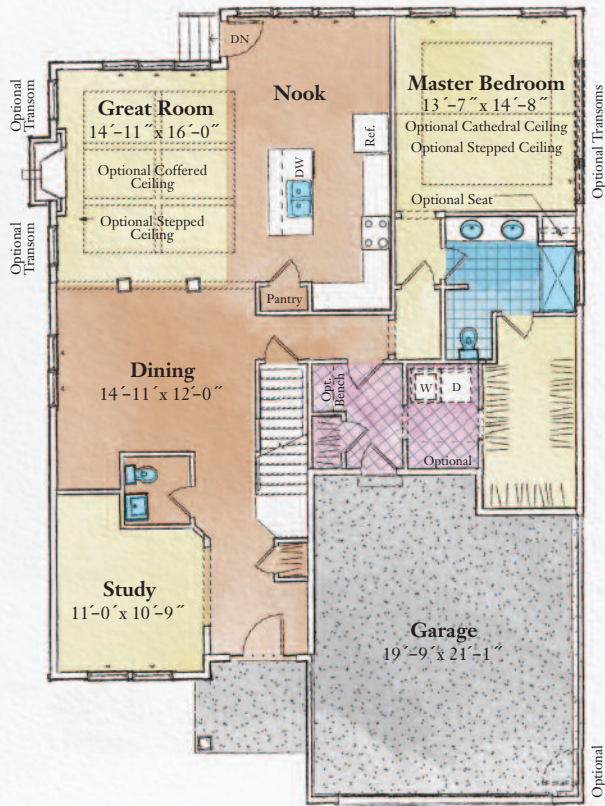 DN
Nook
Great Room
14´-11˝ x 16´-0˝
Optional Coffered
Ceiling
Optional Stepped
Ceiling
Optional
Transom
Optional
Transom
Master Bedroom
13´-7˝ x 14´-8˝
Optional Cathedral Ceiling
Optional Stepped Ceiling
Optional Transoms
Optional Seat
Ref.
DW
Pantry
Dining
14´-11´ x 12´-0˝
Opt.
Bench
W
D
Optional
Study
11´-0´ x 10´-9˝
Garage
19´-9´ x 21´-1˝
Optional